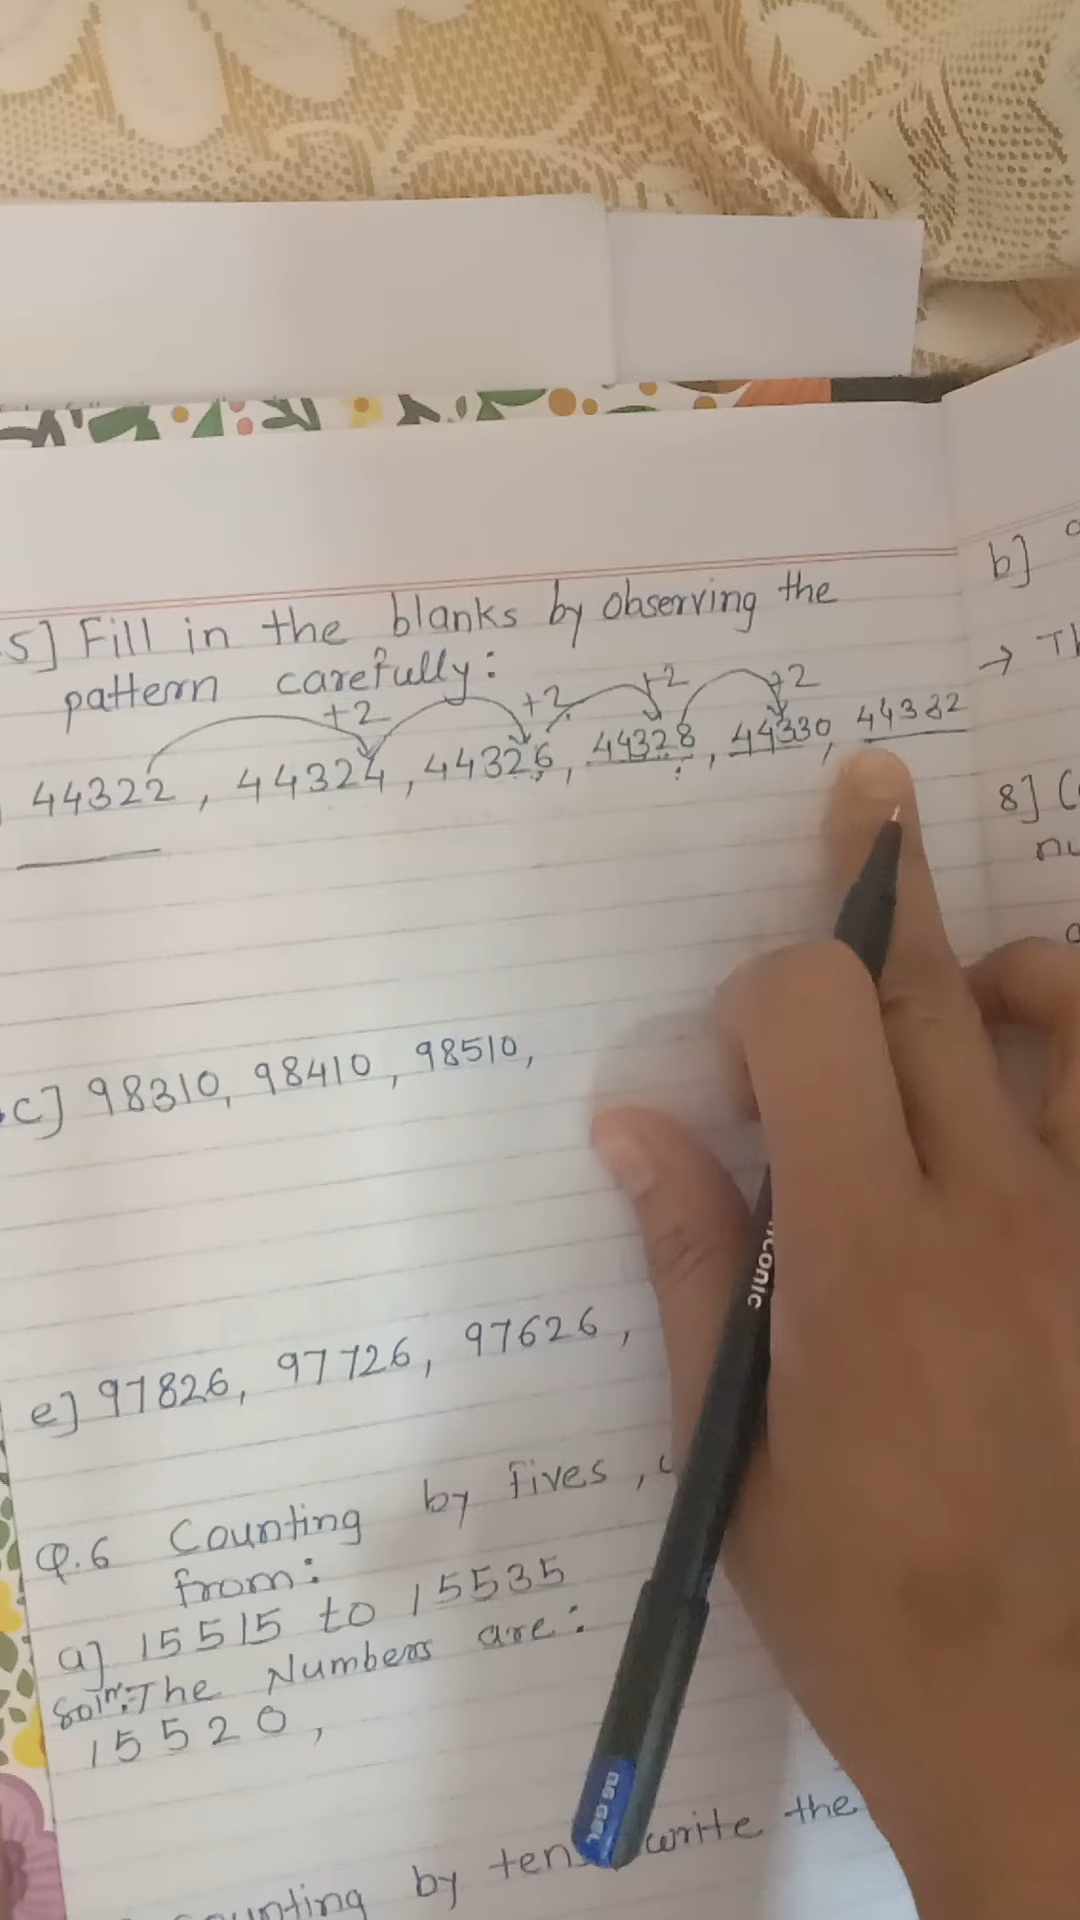 5] Fill in the blanks by observing the
pattern carefully:
+2 +2 +2 +2
44322, 44324, 44326, 44328, 44330, 44332
c] 98310, 98410, 98510,
e] 97826, 97726, 97626,
Q.6 Counting by fives,
from:
a] 15515 to 15535
Soln:- The Numbers are:
15520,
by tens write the
b]
→
8]